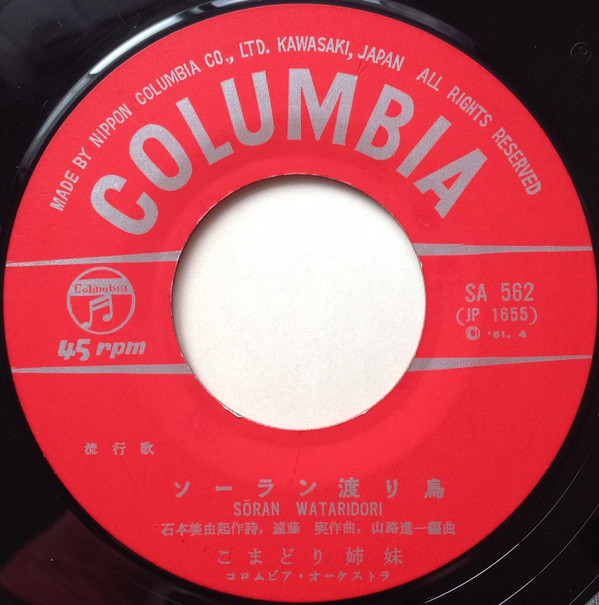 MADE BY NIPPON COLUMBIA CO., LTD. KAWASAKI, JAPAN ALL RIGHTS RESERVED
COLUMBIA
Columbia
45 rpm
SA 562
(JP 1655)
Ⓒ '61. 4
流行歌
ソーラン渡り鳥
SŌRAN WATARIDORI
石本美由起作詩, 遠藤 実作曲, 山路進一編曲
こまどり姉妹
コロムビア・オーケストラ